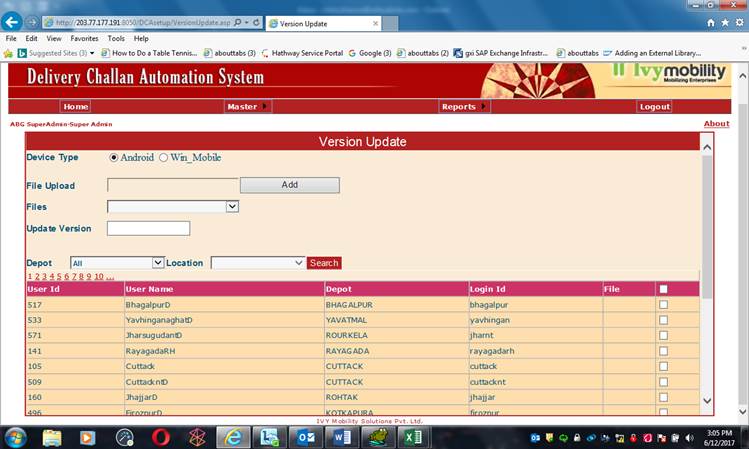 http://203.77.177.191:8050/DCAsetup/VersionUpdate.asp
Version Update
File Edit View Favorites Tools Help
Suggested Sites (3) How to Do a Table Tennis... abouttabs (3) Hathway Service Portal Google (3) abouttabs (2) gxi SAP Exchange Infrastr... abouttabs Adding an External Library...
Delivery Challan Automation System
Ivymobility
Mobilizing Enterprises
Home Master Reports Logout
ABG SuperAdmin-Super Admin About
Version Update
Device Type Android Win_Mobile
File Upload Add
Files
Update Version
Depot All Location Search
1 2 3 4 5 6 7 8 9 10 ...
User Id User Name Depot Login Id File
517 BhagalpurD BHAGALPUR bhagalpur
533 YavhinganaghatD YAVATMAL yavhingan
571 JharsugudantD ROURKELA jharnt
141 RayagadaRH RAYAGADA rayagadarh
105 Cuttack CUTTACK cuttack
509 CuttackntD CUTTACK cuttacknt
160 JhajjarD ROHTAK jhajjar
496 FirozpurD KOTKAPURA firozpur
IVY Mobility Solutions Pvt. Ltd.
3:05 PM
6/12/2017